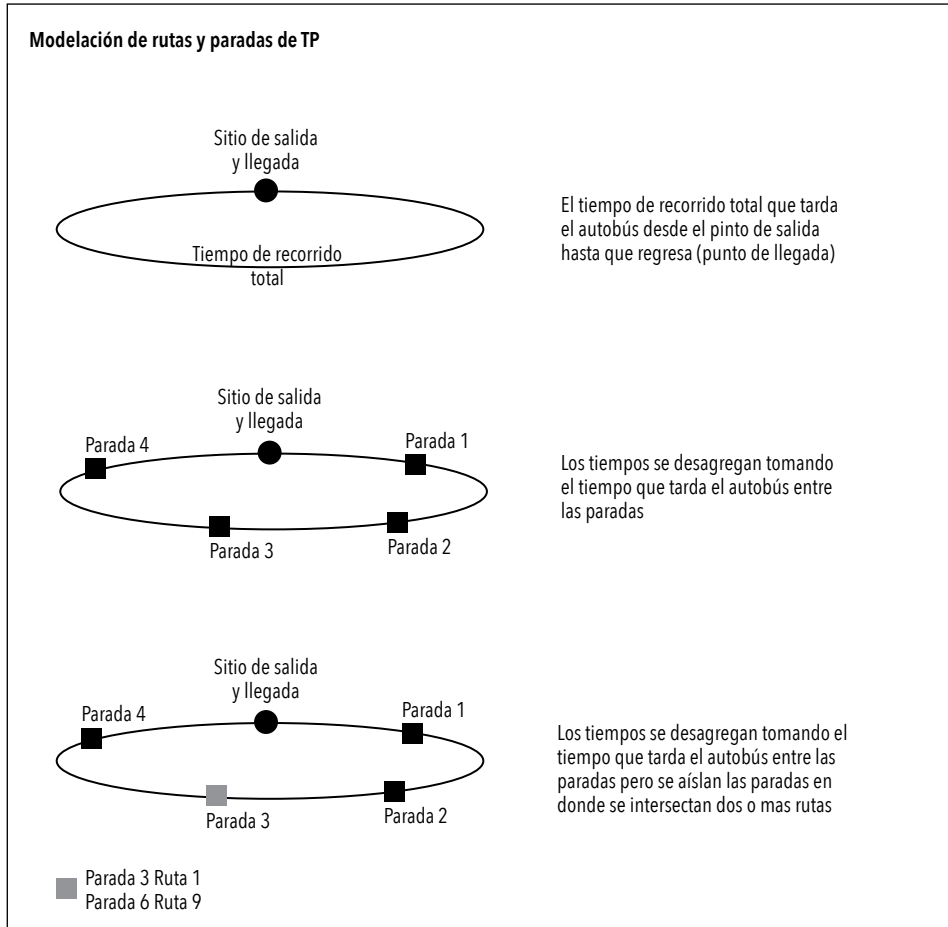 Modelación de rutas y paradas de TP
Sitio de salida
y llegada
Tiempo de recorrido
total
El tiempo de recorrido total que tarda
el autobús desde el pinto de salida
hasta que regresa (punto de llegada)
Sitio de salida
y llegada
Parada 4
Parada 1
Parada 3
Parada 2
Los tiempos se desagregan tomando
el tiempo que tarda el autobús entre
las paradas
Sitio de salida
y llegada
Parada 4
Parada 1
Parada 3
Parada 2
Los tiempos se desagregan tomando el
tiempo que tarda el autobús entre las
paradas pero se aíslan las paradas en
donde se intersectan dos o mas rutas
Parada 3 Ruta 1
Parada 6 Ruta 9